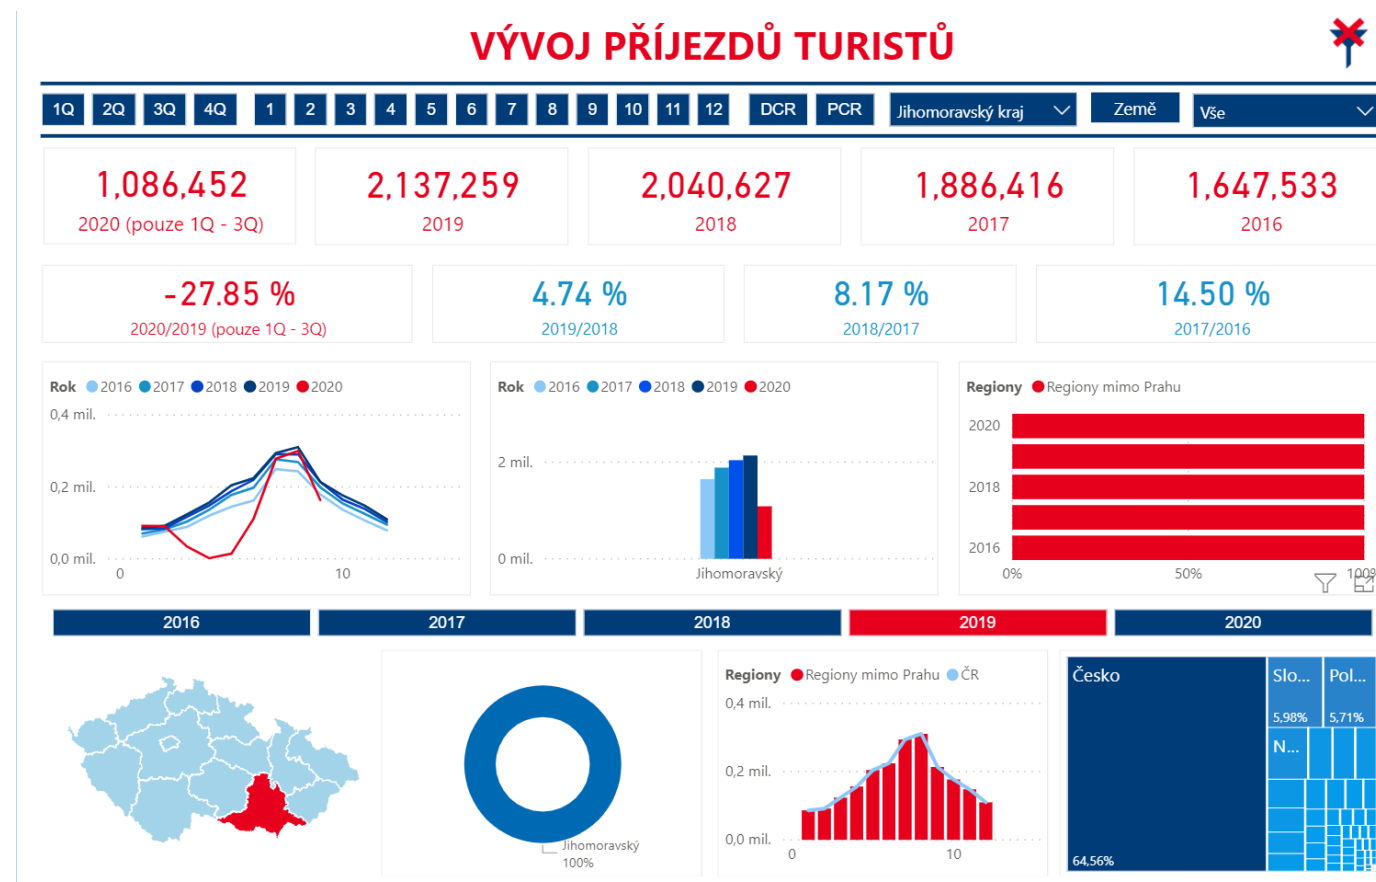 VÝVOJ PŘÍJEZDŮ TURISTŮ
1Q 2Q 3Q 4Q 1 2 3 4 5 6 7 8 9 10 11 12 DCR PCR Jihomoravský kraj Země Vše
1,086,452 2,137,259 2,040,627 1,886,416 1,647,533
2020 (pouze 1Q - 3Q) 2019 2018 2017 2016
-27.85 % 4.74 % 8.17 % 14.50 %
2020/2019 (pouze 1Q - 3Q) 2019/2018 2018/2017 2017/2016
Rok 2016 2017 2018 2019 2020
0,4 mil.
0,2 mil.
0,0 mil.
0 10
Rok 2016 2017 2018 2019 2020
2 mil.
0 mil.
Jihomoravský
Regiony Regiony mimo Prahu
2020
2018
2016
0% 50% 100%
2016 2017 2018 2019 2020
Jihomoravský
100%
Regiony Regiony mimo Prahu ČR
0,4 mil.
0,2 mil.
0,0 mil.
0 10
Česko Slo... Pol...
5,98% 5,71%
N...
64,56%